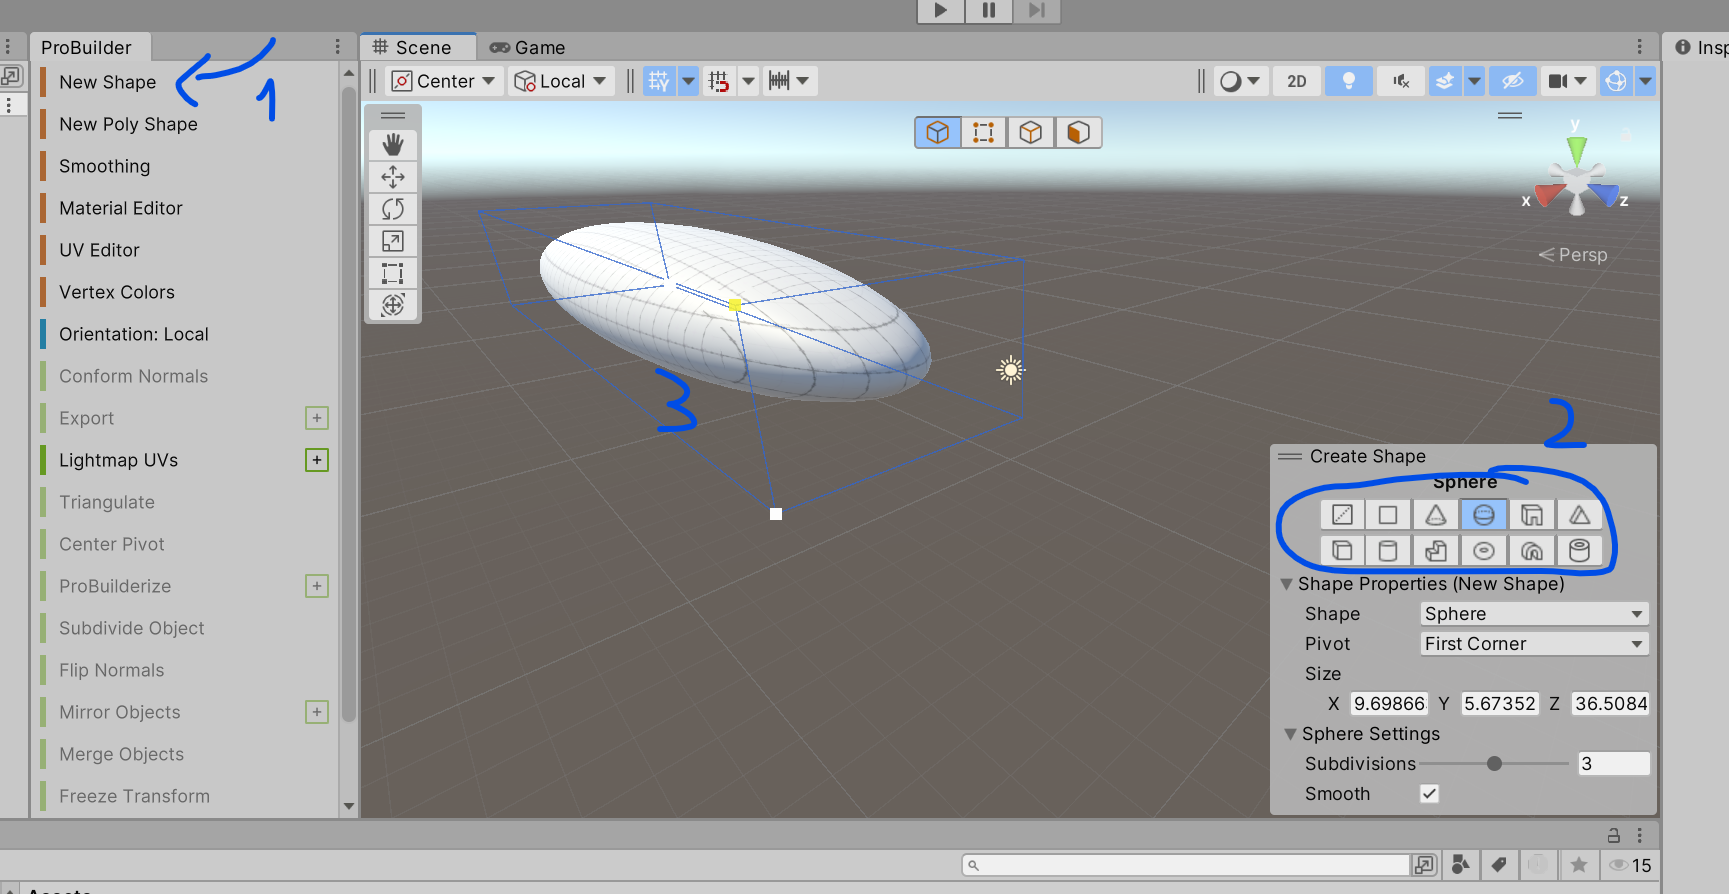 ProBuilder
Scene
Game
Insp
New Shape
1
Center
Local
2D
New Poly Shape
Smoothing
Material Editor
UV Editor
Vertex Colors
Orientation: Local
Conform Normals
Export
Lightmap UVs
Triangulate
Center Pivot
ProBuilderize
Subdivide Object
Flip Normals
Mirror Objects
Merge Objects
Freeze Transform
y
x
z
Persp
3
2
Create Shape
Sphere
Shape Properties (New Shape)
Shape Sphere
Pivot First Corner
Size
X 9.69866 Y 5.67352 Z 36.5084
Sphere Settings
Subdivisions 3
Smooth
15
Assets